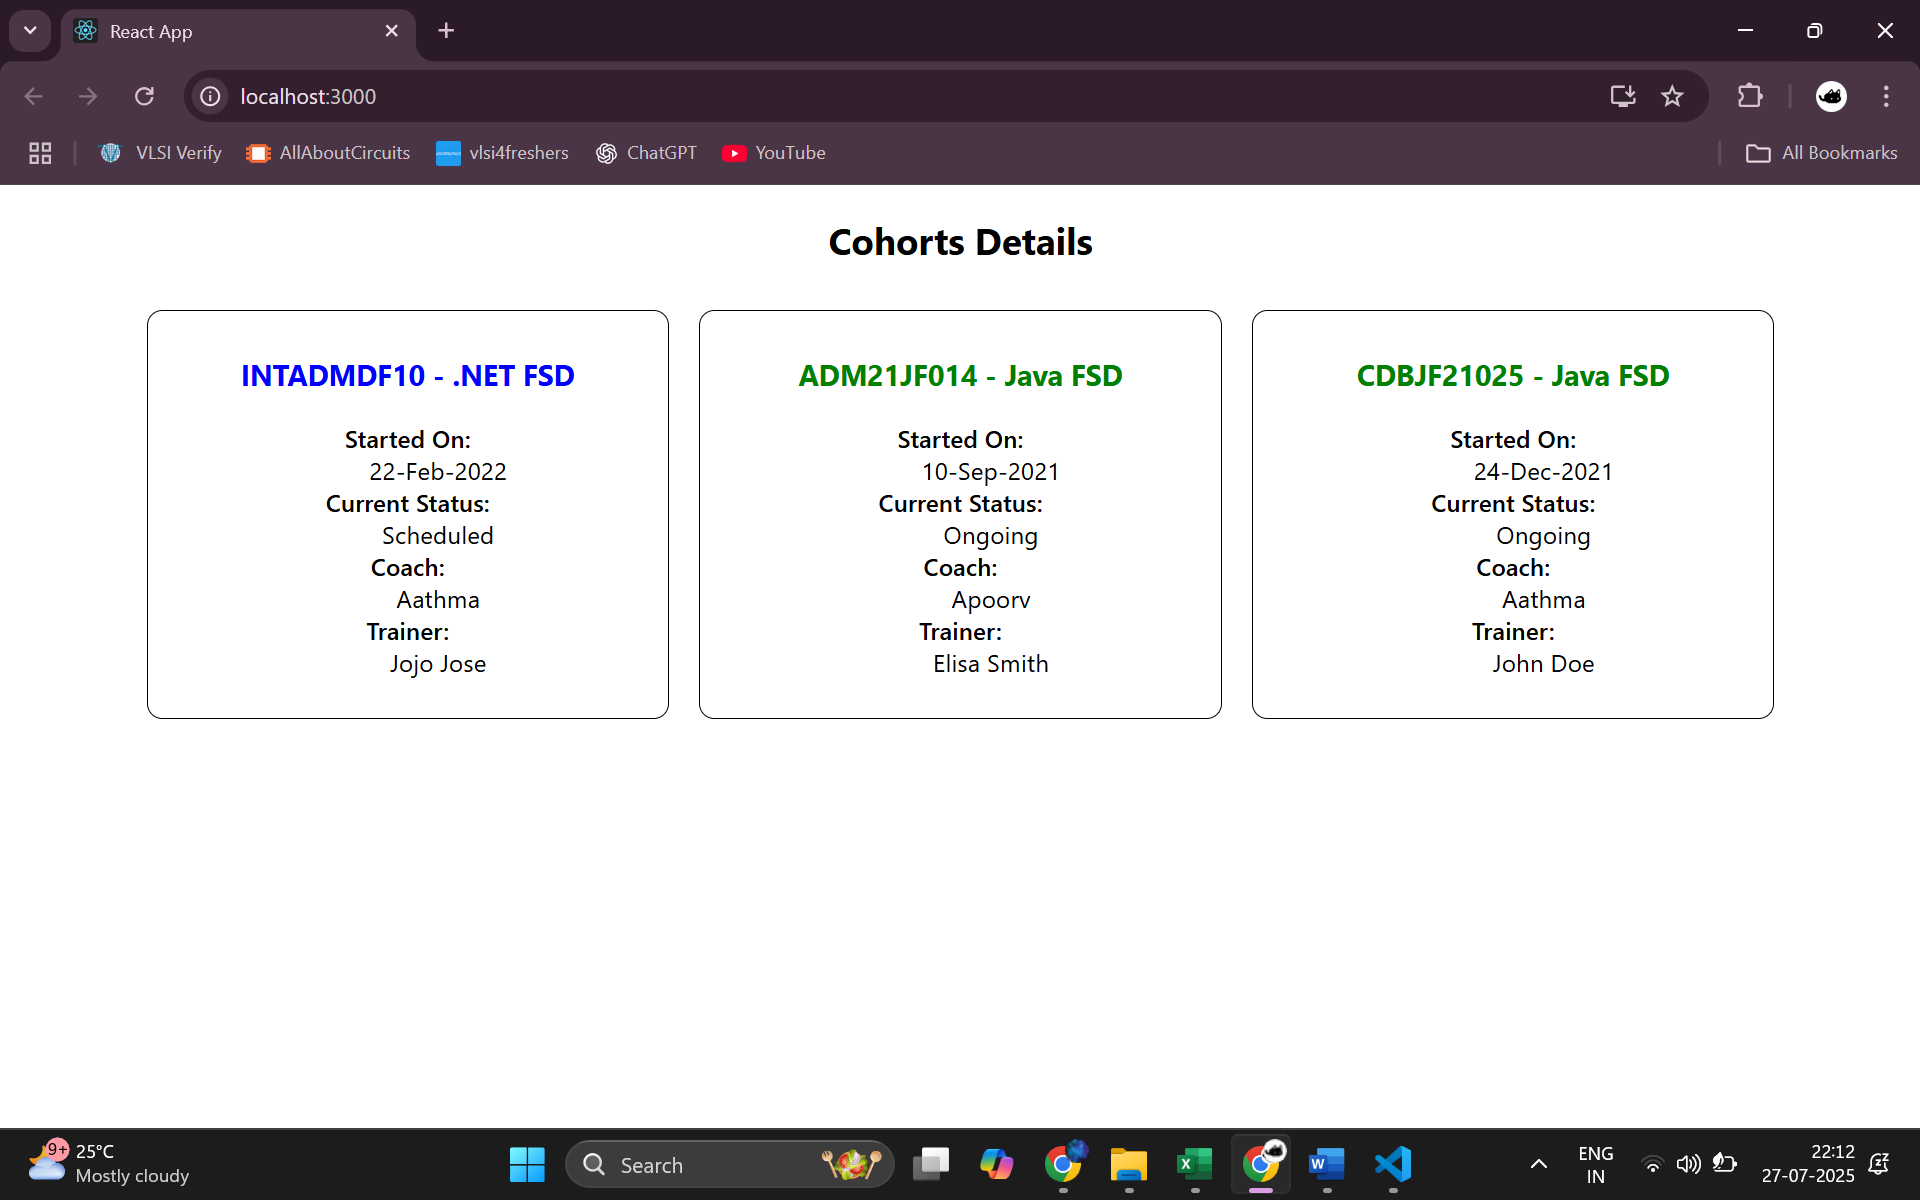 React App
localhost:3000
VLSI Verify
AllAboutCircuits
vlsi4freshers
ChatGPT
YouTube
All Bookmarks
Cohorts Details
INTADMDF10 - .NET FSD
Started On:
22-Feb-2022
Current Status:
Scheduled
Coach:
Aathma
Trainer:
Jojo Jose
ADM21JF014 - Java FSD
Started On:
10-Sep-2021
Current Status:
Ongoing
Coach:
Apoorv
Trainer:
Elisa Smith
CDBJF21025 - Java FSD
Started On:
24-Dec-2021
Current Status:
Ongoing
Coach:
Aathma
Trainer:
John Doe
9+
25°C
Mostly cloudy
Search
ENG
IN
22:12
27-07-2025